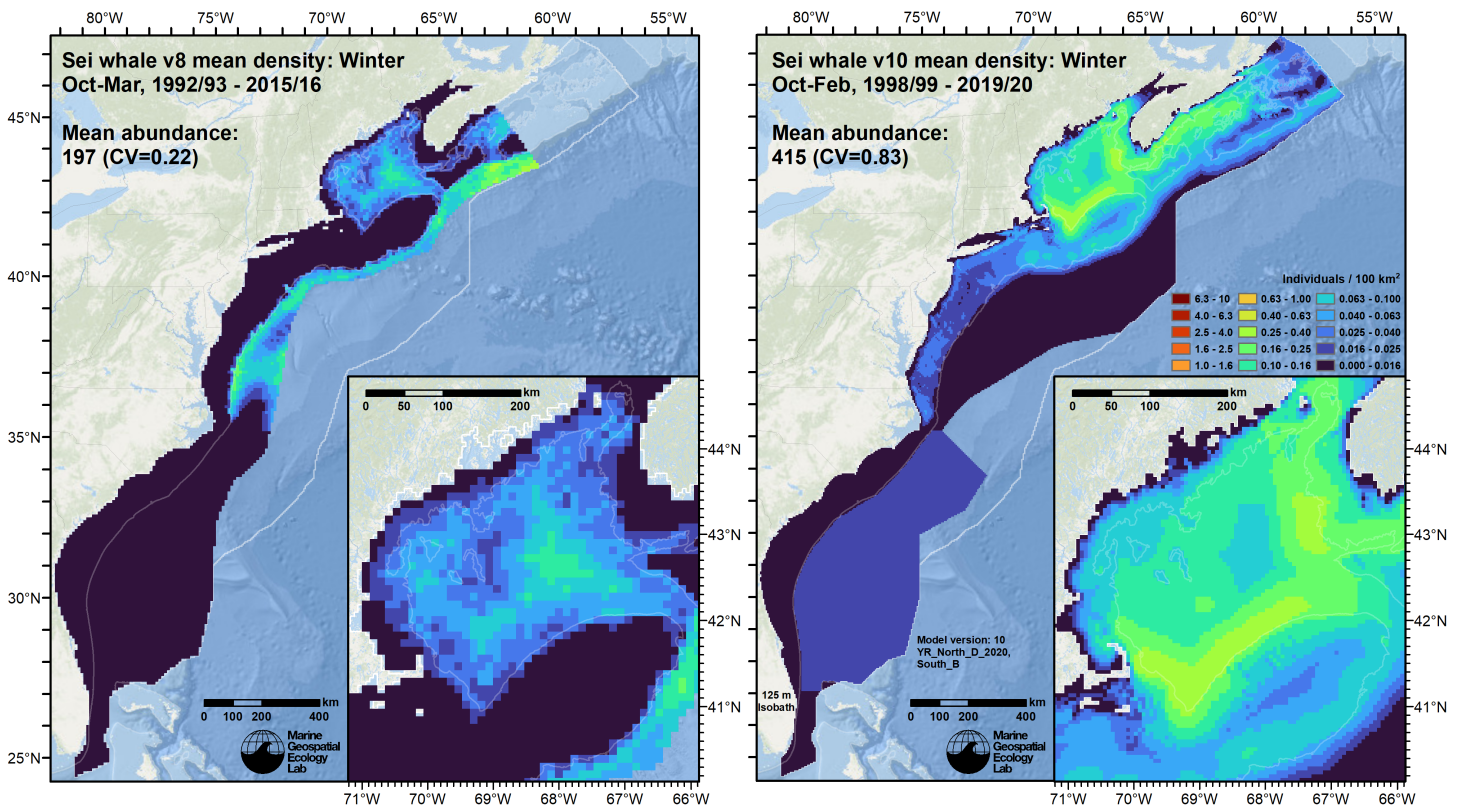 80°W 75°W 70°W 65°W 60°W 55°W
Sei whale v8 mean density: Winter
Oct-Mar, 1992/93 - 2015/16
Mean abundance:
197 (CV=0.22)
45°N
40°N
35°N
30°N
25°N
km
0 50 100 200
44°N
43°N
42°N
41°N
km
0 100 200 400
Marine
Geospatial
Ecology
Lab
71°W 70°W 69°W 68°W 67°W 66°W
80°W 75°W 70°W 65°W 60°W 55°W
Sei whale v10 mean density: Winter
Oct-Feb, 1998/99 - 2019/20
Mean abundance:
415 (CV=0.83)
Individuals / 100 km²
6.3 - 10 0.63 - 1.00 0.063 - 0.100
4.0 - 6.3 0.40 - 0.63 0.040 - 0.063
2.5 - 4.0 0.25 - 0.40 0.025 - 0.040
1.6 - 2.5 0.16 - 0.25 0.016 - 0.025
1.0 - 1.6 0.10 - 0.16 0.000 - 0.016
km
0 50 100 200
44°N
43°N
42°N
41°N
Model version: 10
YR_North_D_2020,
South_B
125 m
Isobath
km
0 100 200 400
Marine
Geospatial
Ecology
Lab
71°W 70°W 69°W 68°W 67°W 66°W